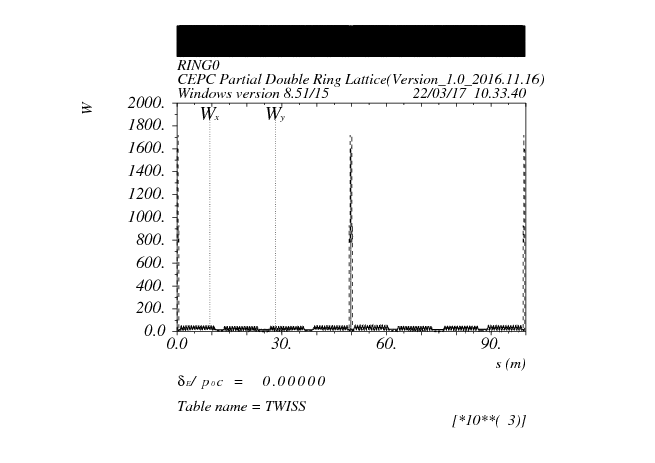 RING0
CEPC Partial Double Ring Lattice(Version_1.0_2016.11.16)
Windows version 8.51/15 22/03/17 10.33.40
W
Wx Wy
2000.
1800.
1600.
1400.
1200.
1000.
800.
600.
400.
200.
0.0
0.0 30. 60. 90.
s (m)
δE/ p0c = 0.00000
Table name = TWISS
[*10**( 3)]